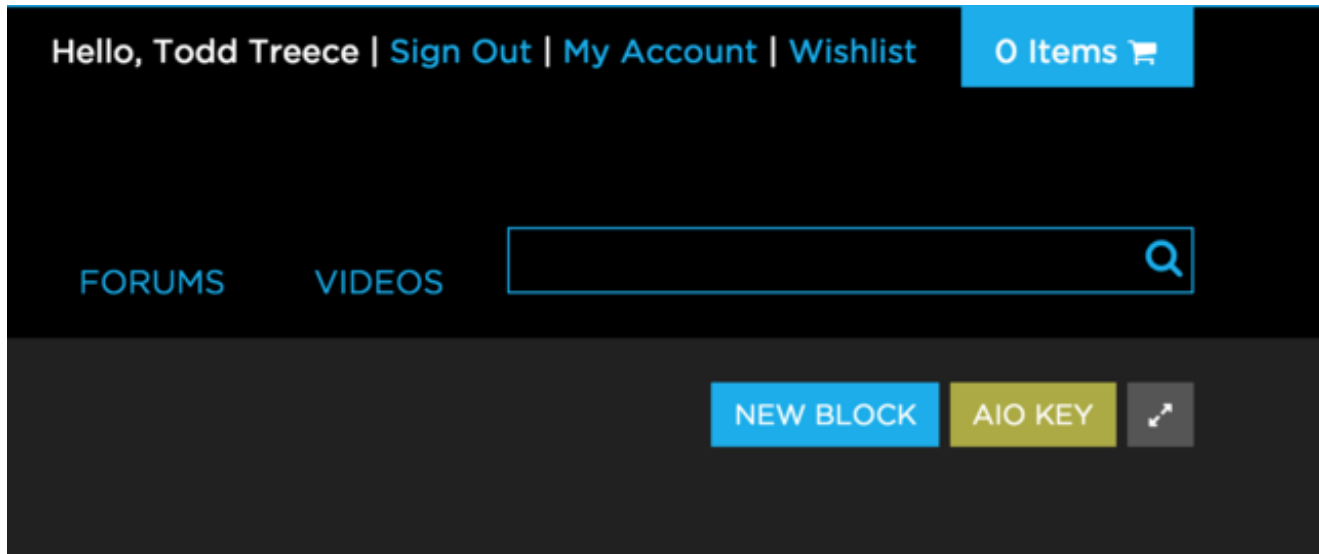 Hello, Todd Treece | Sign Out | My Account | Wishlist 0 Items
FORUMS VIDEOS
NEW BLOCK AIO KEY